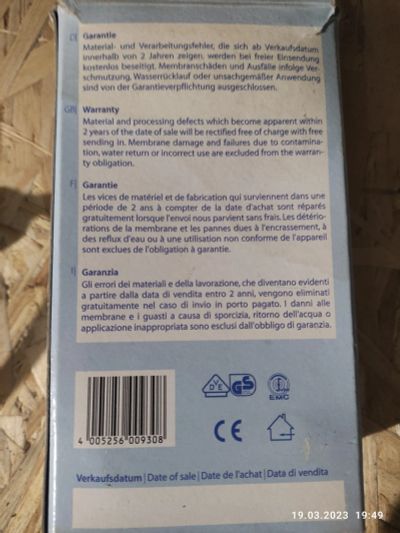 D| Garantie
Material- und Verarbeitungsfehler, die sich ab Verkaufsdatum
innerhalb von 2 Jahren zeigen, werden bei freier Einsendung
kostenlos beseitigt. Membranschäden und Ausfälle infolge Ver-
schmutzung, Wasserrücklauf oder unsachgemäßer Anwendung
sind von der Garantieverpflichtung ausgeschlossen.
GB| Warranty
Material and processing defects which become apparent within
2 years of the date of sale will be rectified free of charge with free
sending in. Membrane damage and failures due to contamina-
tion, water return or incorrect use are excluded from the warran-
ty obligation.
F| Garantie
Les vices de matériel et de fabrication qui surviennent dans une
période de 2 ans à compter de la date d'achat sont réparés
gratuitement lorsque l'envoi nous parvient sans frais. Les détério-
rations de la membrane et les pannes dues à l'encrassement, à
des reflux d'eau ou à une utilisation non conforme de l'appareil
sont exclues de l'obligation à garantie.
I| Garanzia
Gli errori dei materiali e della lavorazione, che diventano evidenti
a partire dalla data di vendita entro 2 anni, vengono eliminati
gratuitamente nel caso di invio in porto pagato. I danni alle
membrane e i guasti a causa di sporcizia, ritorno dell'acqua o
applicazione inappropriata sono esclusi dall'obbligo di garanzia.
VDE GS
EMC
4 005256 009308
CE
Verkaufsdatum | Date of sale | Date de l'achat | Data di vendita
19.03.2023 19:49